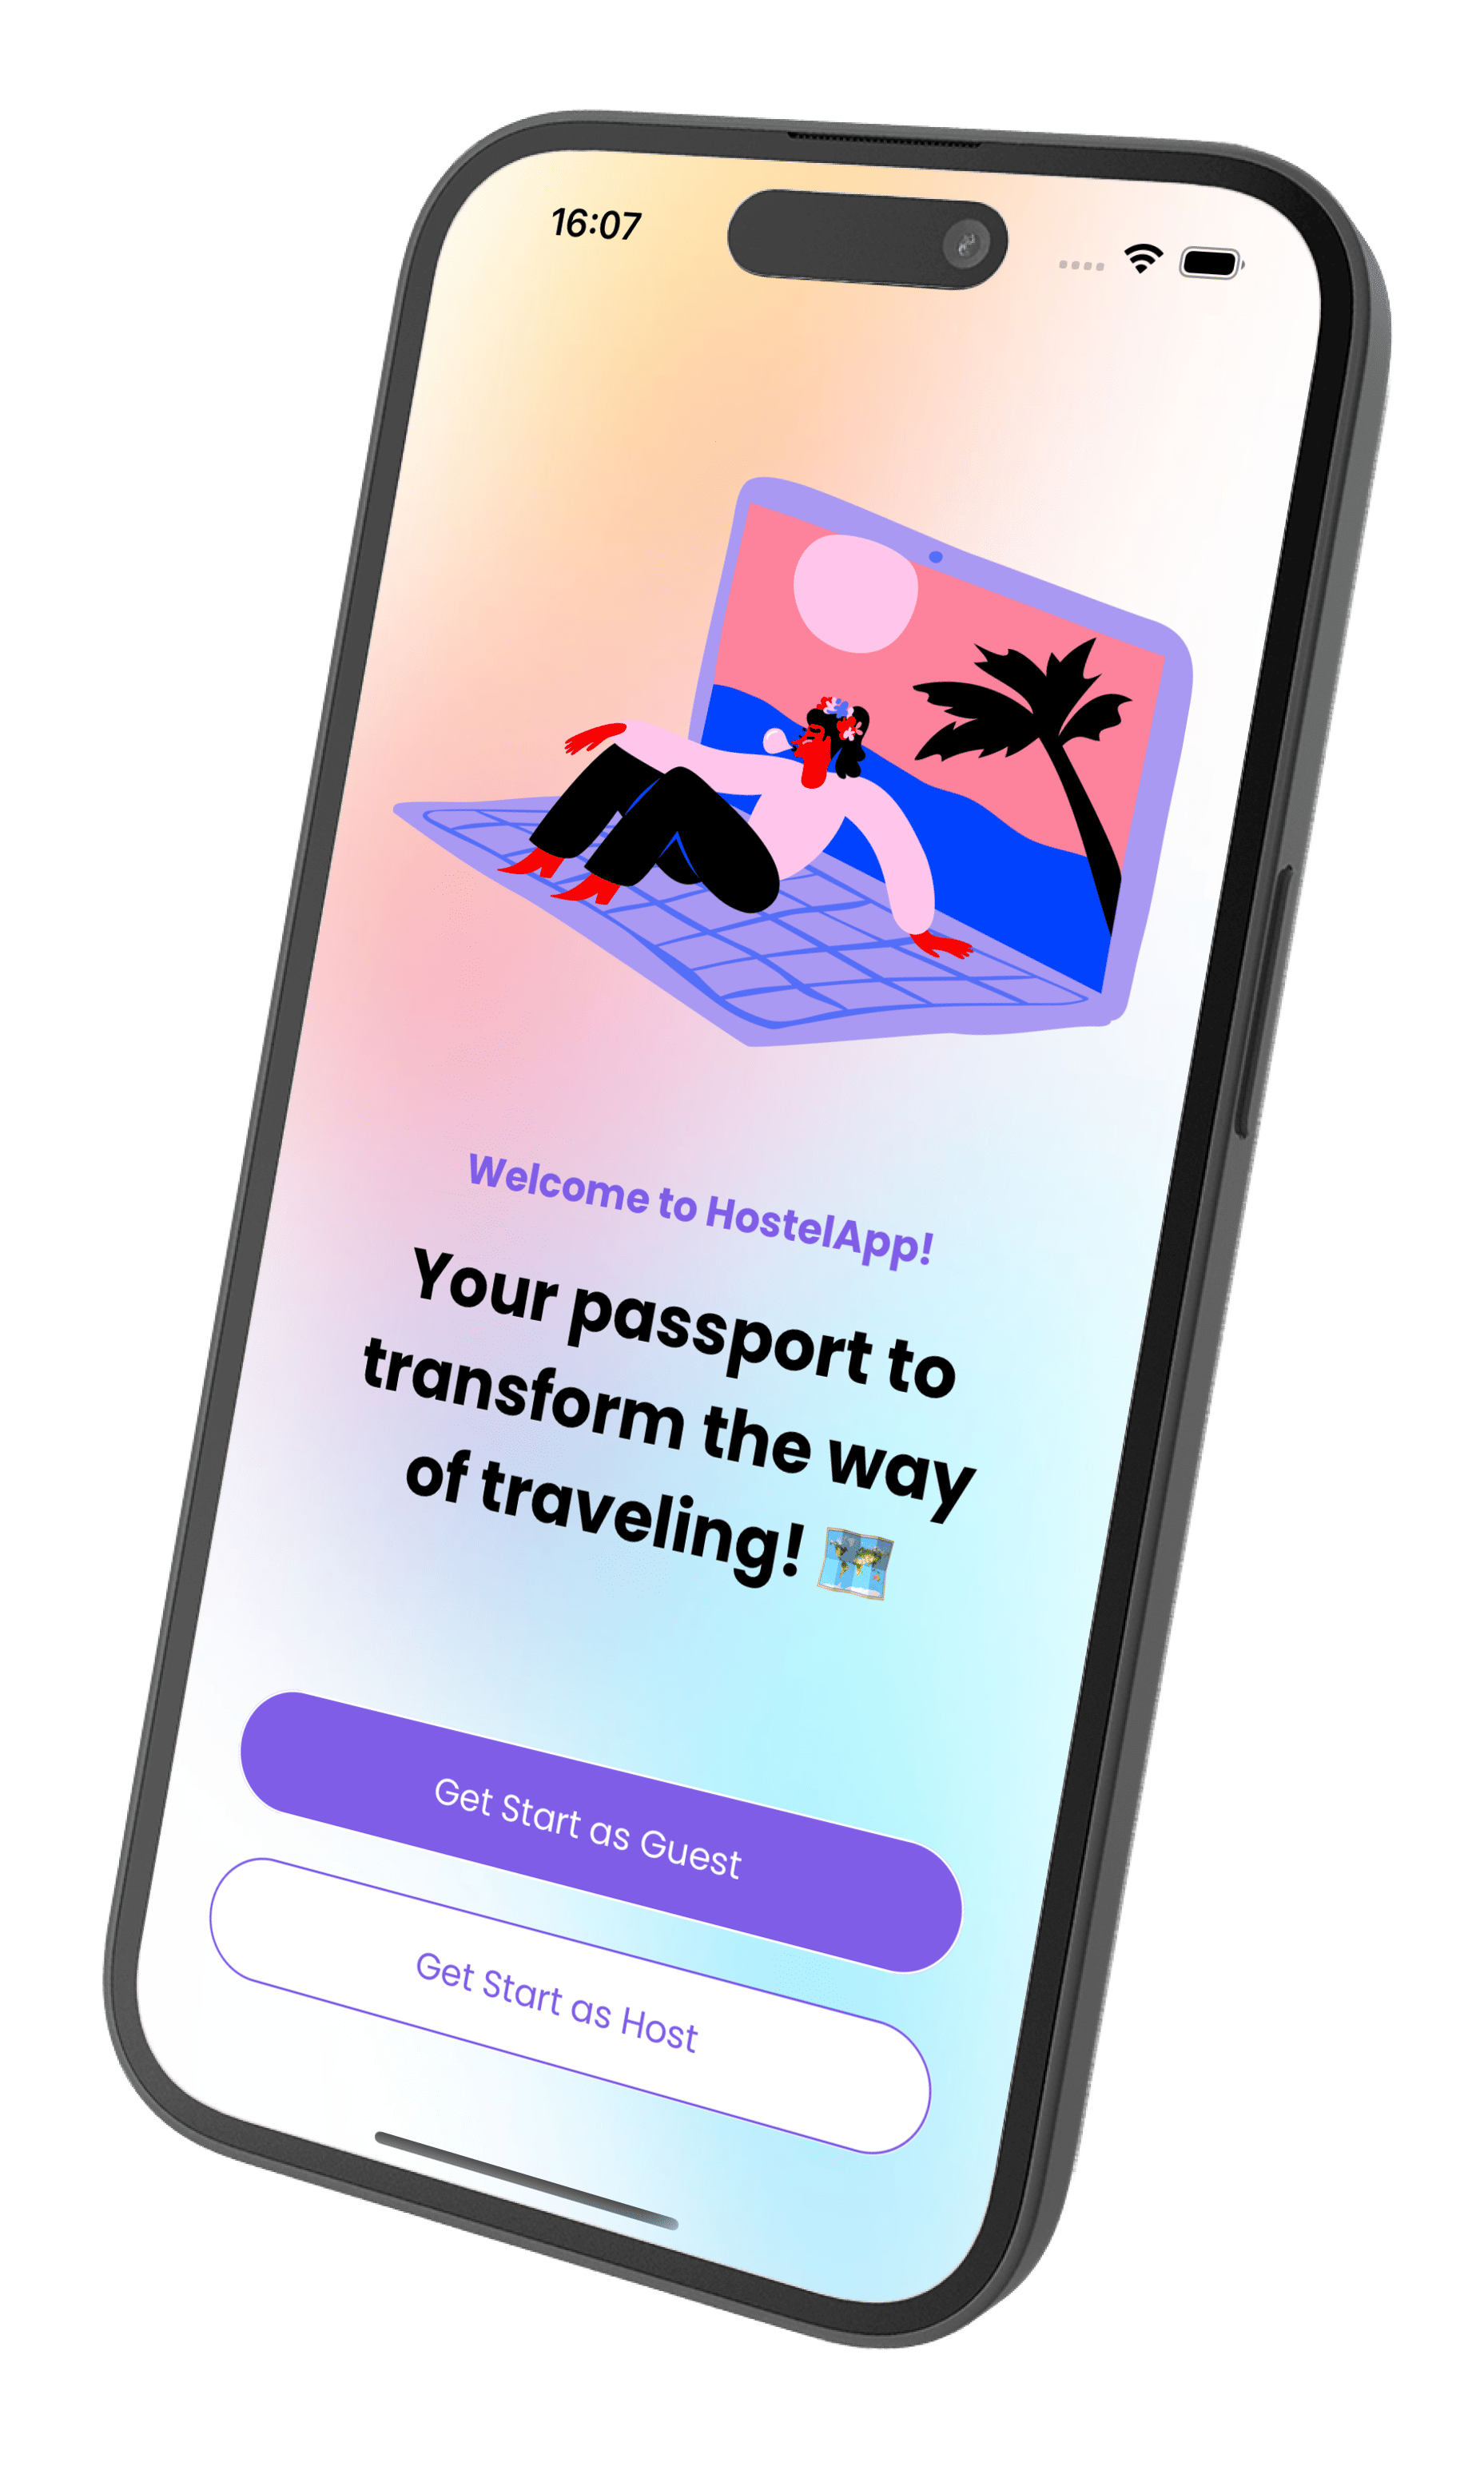 16:07
Welcome to HostelApp!
Your passport to
transform the way
of traveling! 🗺️
Get Start as Guest
Get Start as Host